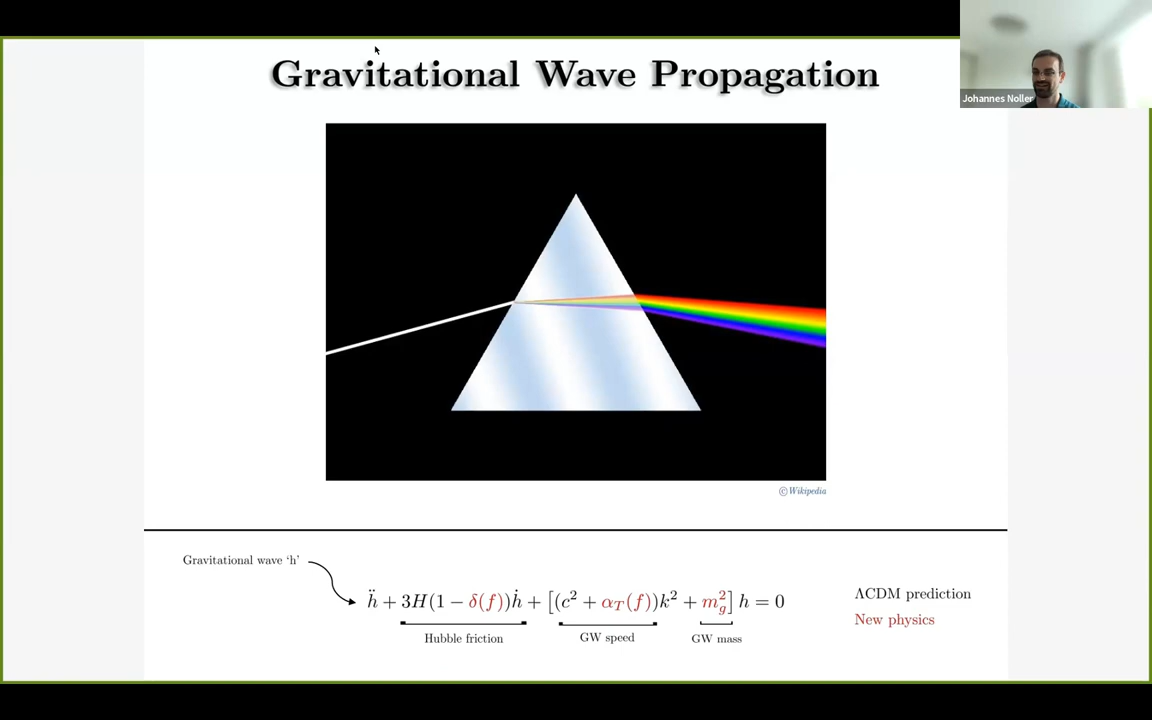 Gravitational Wave Propagation
Johannes Noller
©Wikipedia
Gravitational wave ‘h’
ḧ + 3H(1 − δ(f))ḣ + [(c² + α_T(f))k² + m_g²] h = 0
Hubble friction
GW speed
GW mass
ΛCDM prediction
New physics